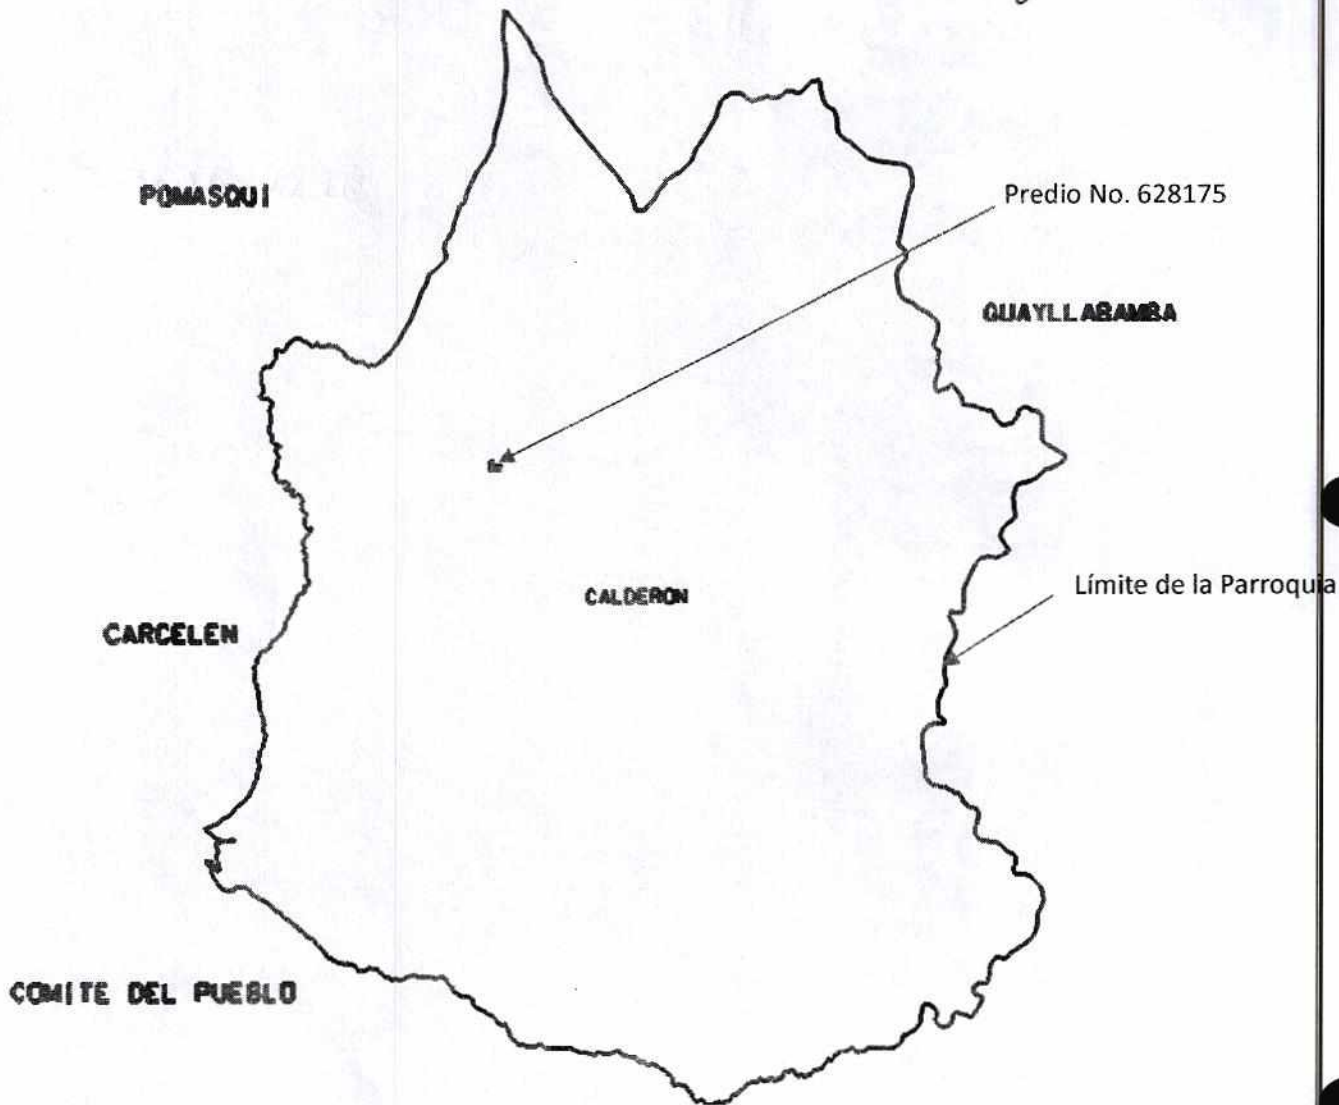 POMASQUI
Predio No. 628175
GUAYLLABAMBA
CALDERON
Límite de la Parroquia
CARCELEN
COMITE DEL PUEBLO